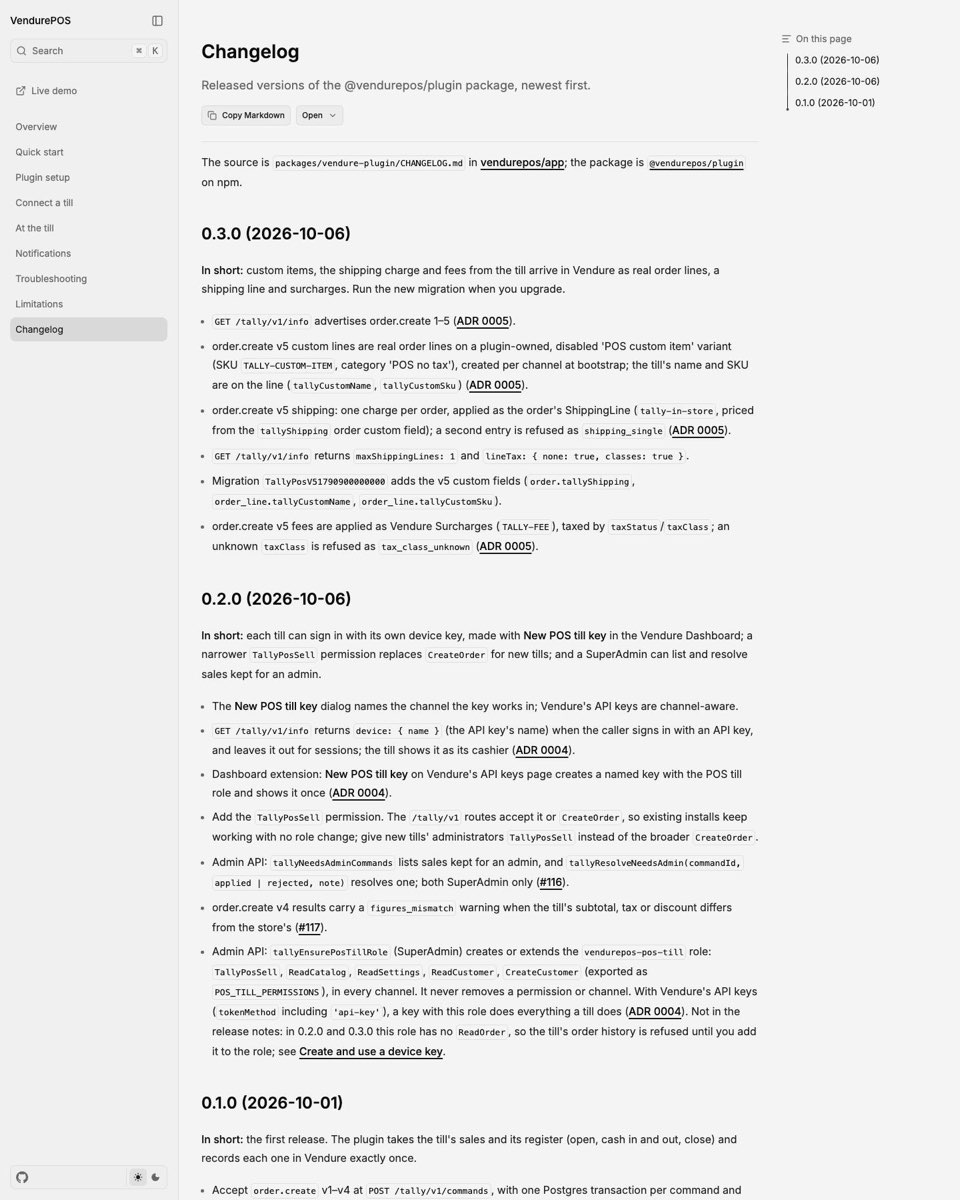 VendurePOS
Search
⌘ K
Live demo
Overview
Quick start
Plugin setup
Connect a till
At the till
Notifications
Troubleshooting
Limitations
Changelog
Changelog
Released versions of the @vendurepos/plugin package, newest first.
Copy Markdown
Open
The source is packages/vendure-plugin/CHANGELOG.md in vendurepos/app; the package is @vendurepos/plugin
on npm.
0.3.0 (2026-10-06)
In short: custom items, the shipping charge and fees from the till arrive in Vendure as real order lines, a
shipping line and surcharges. Run the new migration when you upgrade.
• GET /tally/v1/info advertises order.create 1–5 (ADR 0005).
• order.create v5 custom lines are real order lines on a plugin-owned, disabled 'POS custom item' variant
(SKU TALLY-CUSTOM-ITEM, category 'POS no tax'), created per channel at bootstrap; the till's name and SKU
are on the line (tallyCustomName, tallyCustomSku) (ADR 0005).
• order.create v5 shipping: one charge per order, applied as the order's ShippingLine (tally-in-store, priced
from the tallyShipping order custom field); a second entry is refused as shipping_single (ADR 0005).
• GET /tally/v1/info returns maxShippingLines: 1 and lineTax: { none: true, classes: true }.
• Migration TallyPosV51790900000000 adds the v5 custom fields (order.tallyShipping,
order_line.tallyCustomName, order_line.tallyCustomSku).
• order.create v5 fees are applied as Vendure Surcharges (TALLY-FEE), taxed by taxStatus/taxClass; an
unknown taxClass is refused as tax_class_unknown (ADR 0005).
0.2.0 (2026-10-06)
In short: each till can sign in with its own device key, made with New POS till key in the Vendure Dashboard; a
narrower TallyPosSell permission replaces CreateOrder for new tills; and a SuperAdmin can list and resolve
sales kept for an admin.
• The New POS till key dialog names the channel the key works in; Vendure's API keys are channel-aware.
• GET /tally/v1/info returns device: { name } (the API key's name) when the caller signs in with an API key,
and leaves it out for sessions; the till shows it as its cashier (ADR 0004).
• Dashboard extension: New POS till key on Vendure's API keys page creates a named key with the POS till
role and shows it once (ADR 0004).
• Add the TallyPosSell permission. The /tally/v1 routes accept it or CreateOrder, so existing installs keep
working with no role change; give new tills' administrators TallyPosSell instead of the broader CreateOrder.
• Admin API: tallyNeedsAdminCommands lists sales kept for an admin, and tallyResolveNeedsAdmin(commandId,
applied | rejected, note) resolves one; both SuperAdmin only (#116).
• order.create v4 results carry a figures_mismatch warning when the till's subtotal, tax or discount differs
from the store's (#117).
• Admin API: tallyEnsurePosTillRole (SuperAdmin) creates or extends the vendurepos-pos-till role:
TallyPosSell, ReadCatalog, ReadSettings, ReadCustomer, CreateCustomer (exported as
POS_TILL_PERMISSIONS), in every channel. It never removes a permission or channel. With Vendure's API keys
(tokenMethod including 'api-key'), a key with this role does everything a till does (ADR 0004). Not in the
release notes: in 0.2.0 and 0.3.0 this role has no ReadOrder, so the till's order history is refused until you add
it to the role; see Create and use a device key.
0.1.0 (2026-10-01)
In short: the first release. The plugin takes the till's sales and its register (open, cash in and out, close) and
records each one in Vendure exactly once.
• Accept order.create v1–v4 at POST /tally/v1/commands, with one Postgres transaction per command and
On this page
0.3.0 (2026-10-06)
0.2.0 (2026-10-06)
0.1.0 (2026-10-01)